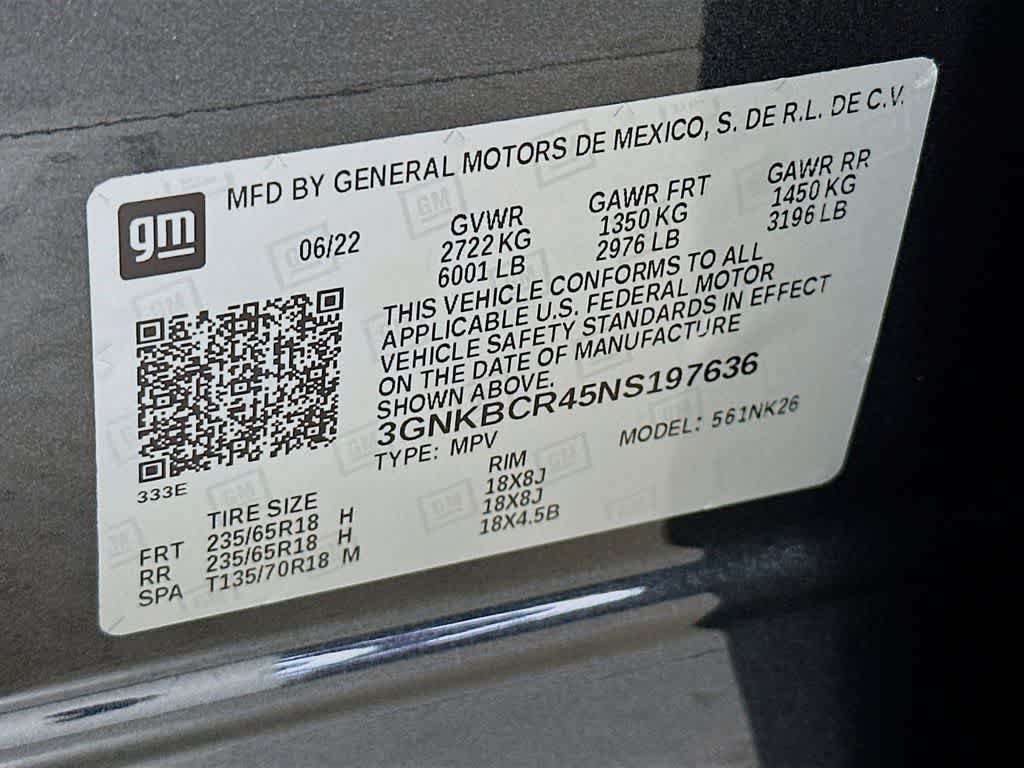 MFD BY GENERAL MOTORS DE MEXICO, S. DE R.L. DE C.V.
gm
06/22
GVWR GAWR FRT GAWR RR
2722 KG 1350 KG 1450 KG
6001 LB 2976 LB 3196 LB
THIS VEHICLE CONFORMS TO ALL
APPLICABLE U.S. FEDERAL MOTOR
VEHICLE SAFETY STANDARDS IN EFFECT
ON THE DATE OF MANUFACTURE
SHOWN ABOVE.
3GNKBCR45NS197636
TYPE: MPV MODEL: 561NK26
333E
TIRE SIZE RIM
FRT 235/65R18 H 18X8J
RR 235/65R18 H 18X8J
SPA T135/70R18 M 18X4.5B